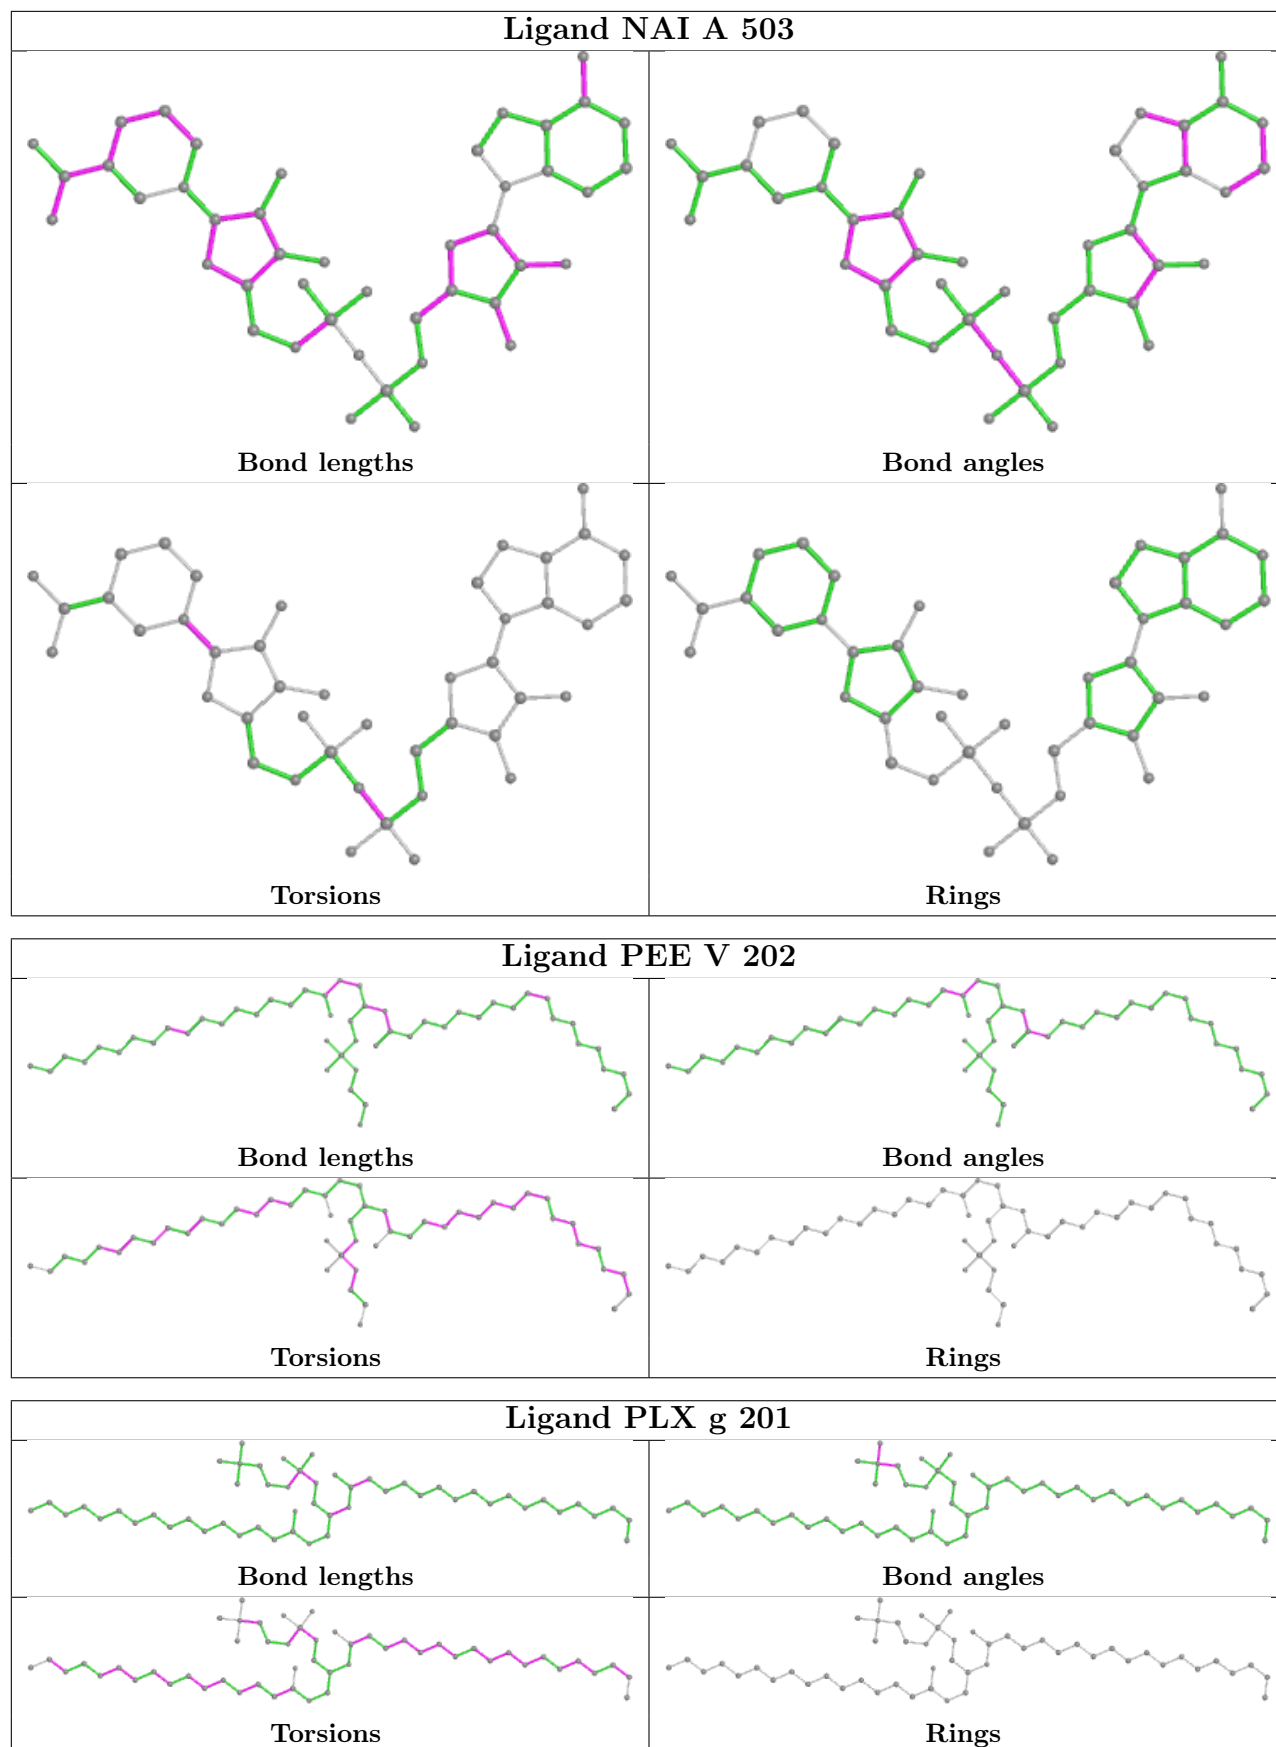 Ligand NAI A 503
Bond lengths
Bond angles
Torsions
Rings
Ligand PEE V 202
Bond lengths
Bond angles
Torsions
Rings
Ligand PLX g 201
Bond lengths
Bond angles
Torsions
Rings